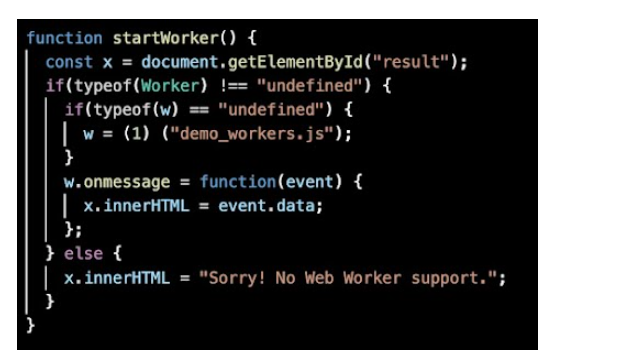 function startWorker() {
const x = document.getElementById("result");
if(typeof(Worker) !== "undefined") {
if(typeof(w) == "undefined") {
w = (1) ("demo_workers.js");
}
w.onmessage = function(event) {
x.innerHTML = event.data;
};
} else {
x.innerHTML = "Sorry! No Web Worker support.";
}
}